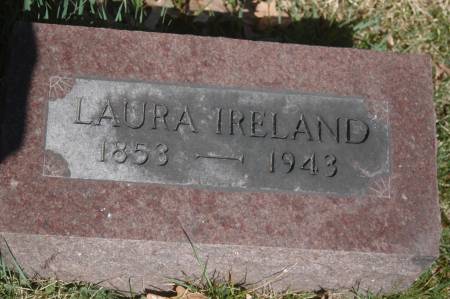 LAURA IRELAND
1853 — 1943